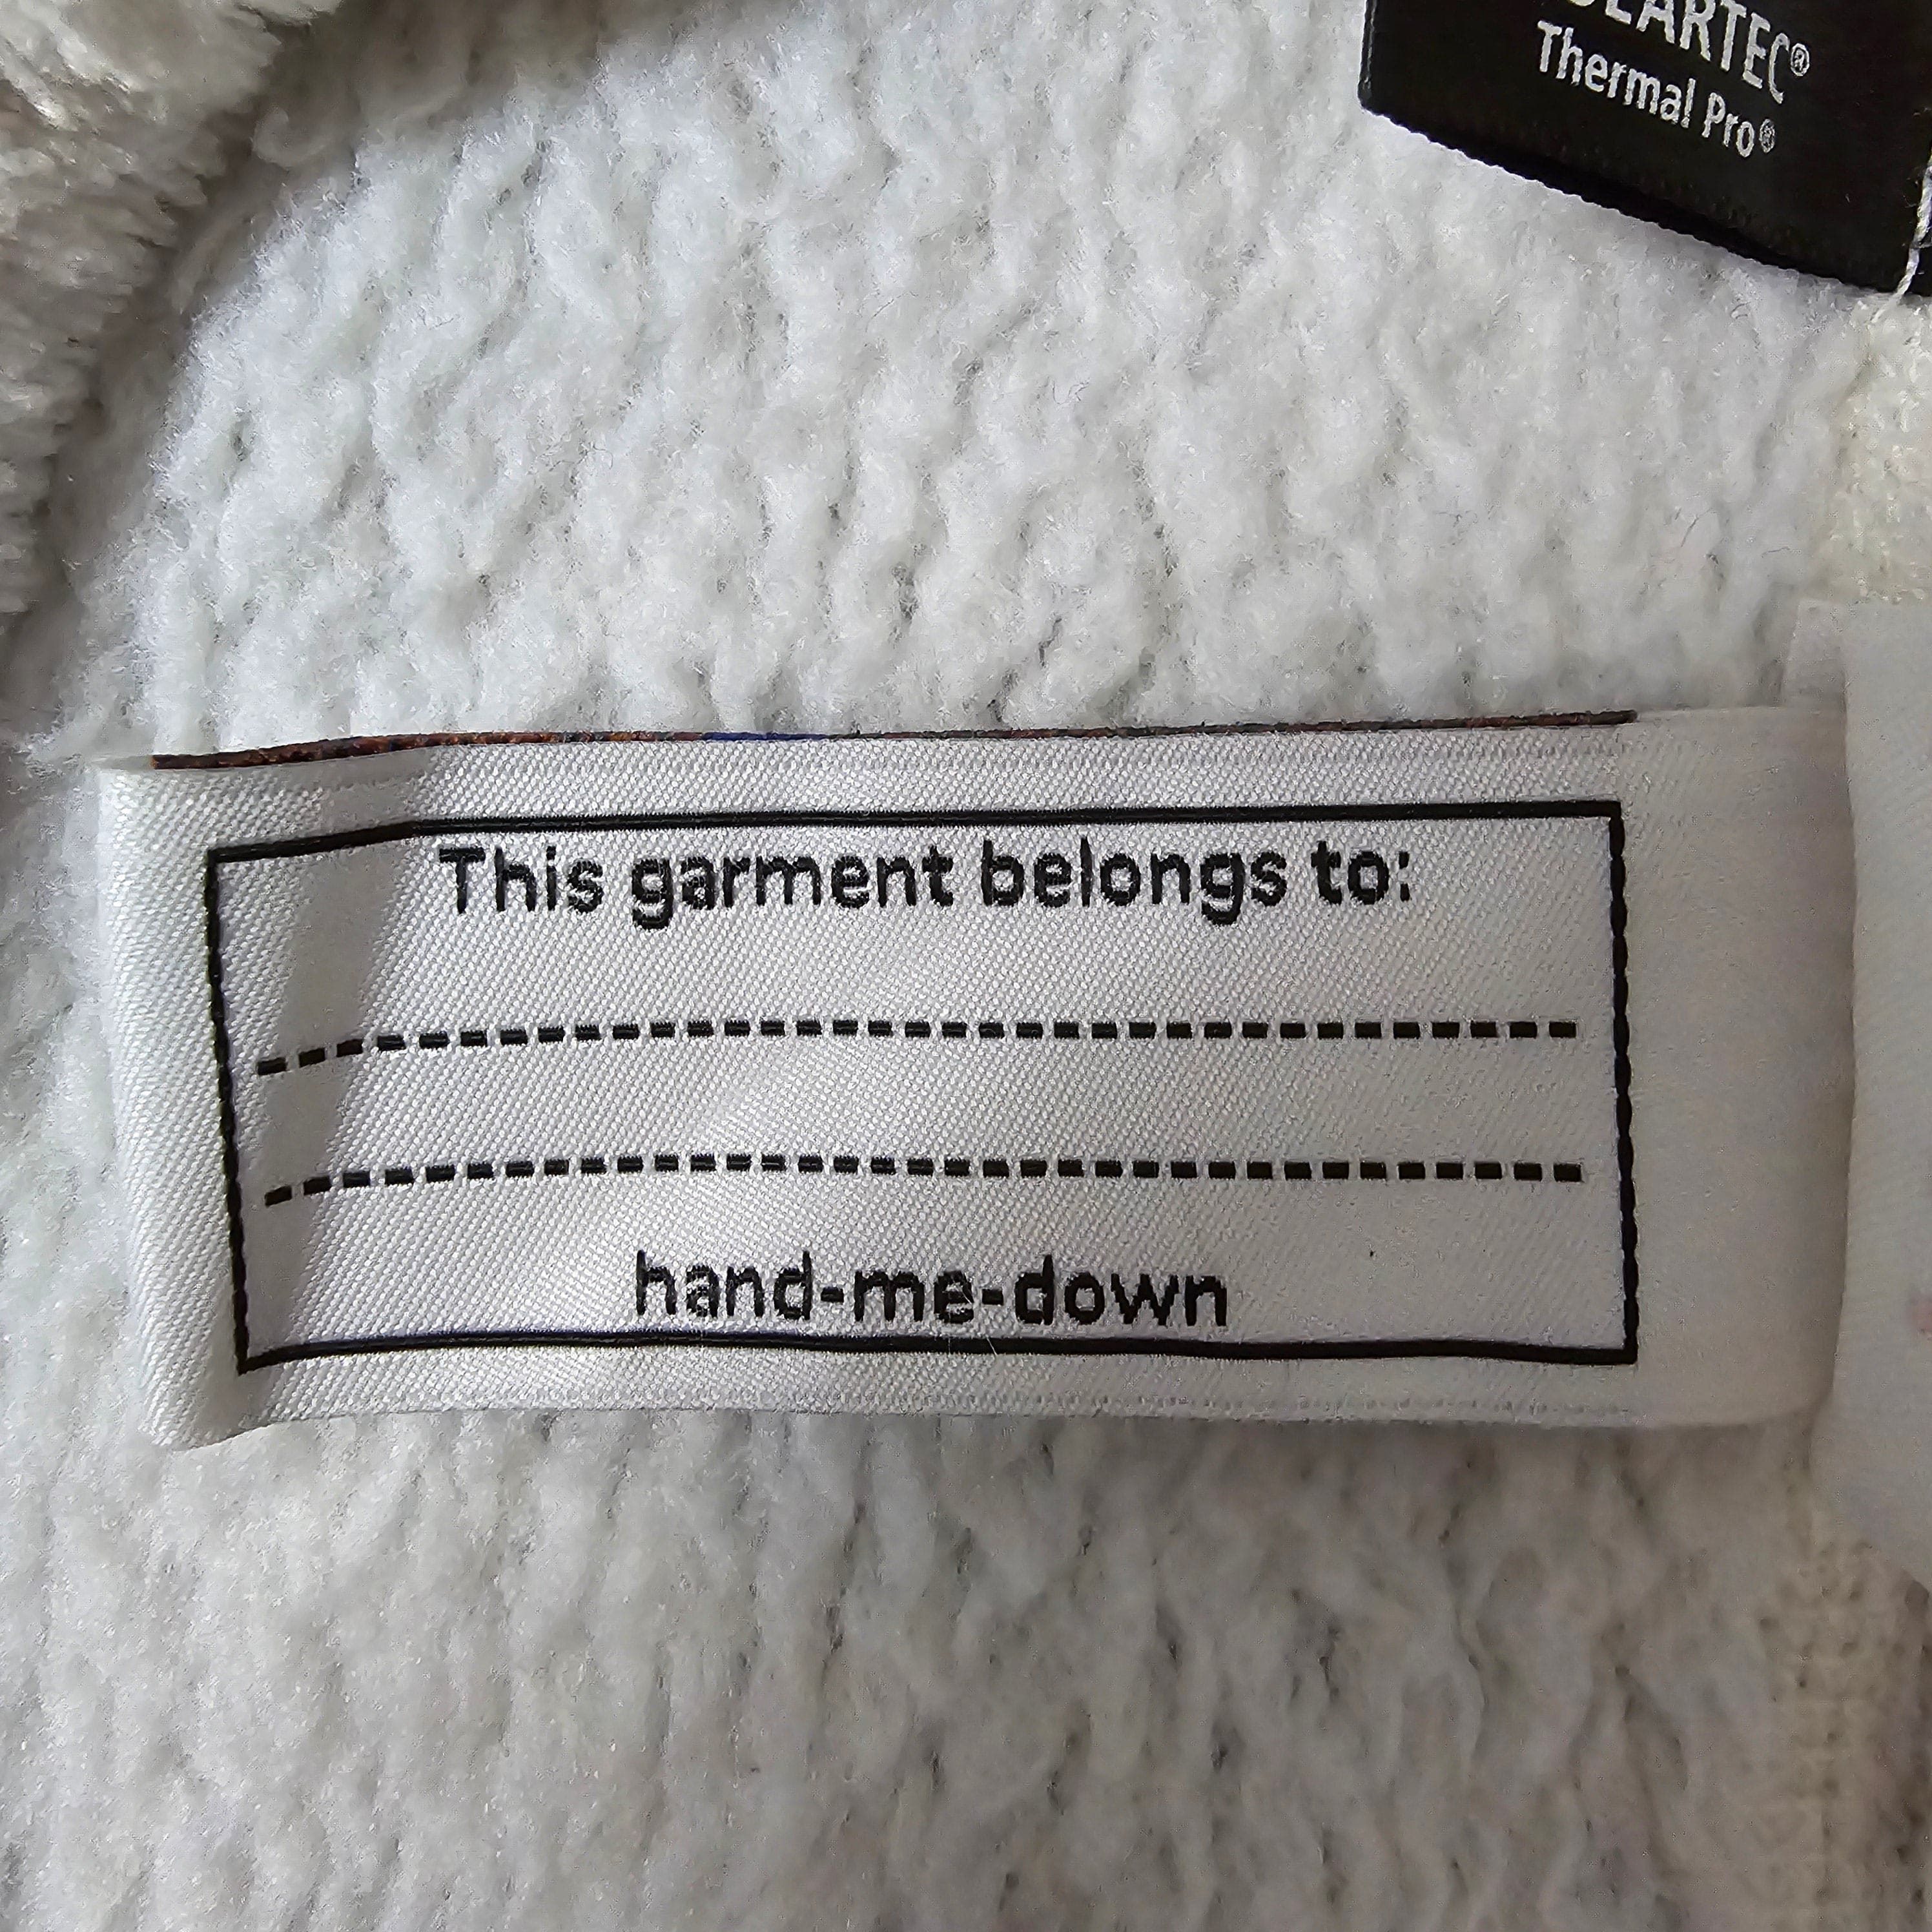 Thermal Pro®
This garment belongs to:
hand-me-down